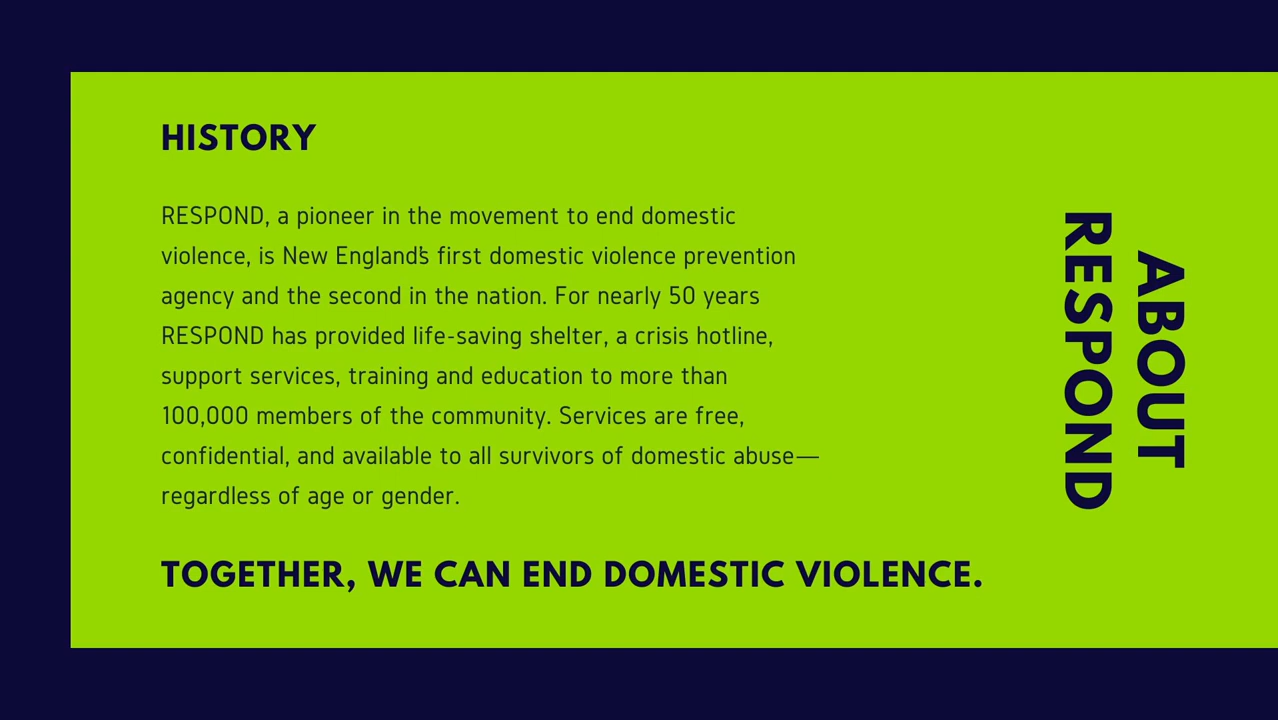 HISTORY
RESPOND, a pioneer in the movement to end domestic
violence, is New England's first domestic violence prevention
agency and the second in the nation. For nearly 50 years
RESPOND has provided life-saving shelter, a crisis hotline,
support services, training and education to more than
100,000 members of the community. Services are free,
confidential, and available to all survivors of domestic abuse—
regardless of age or gender.
TOGETHER, WE CAN END DOMESTIC VIOLENCE.
ABOUT
RESPOND